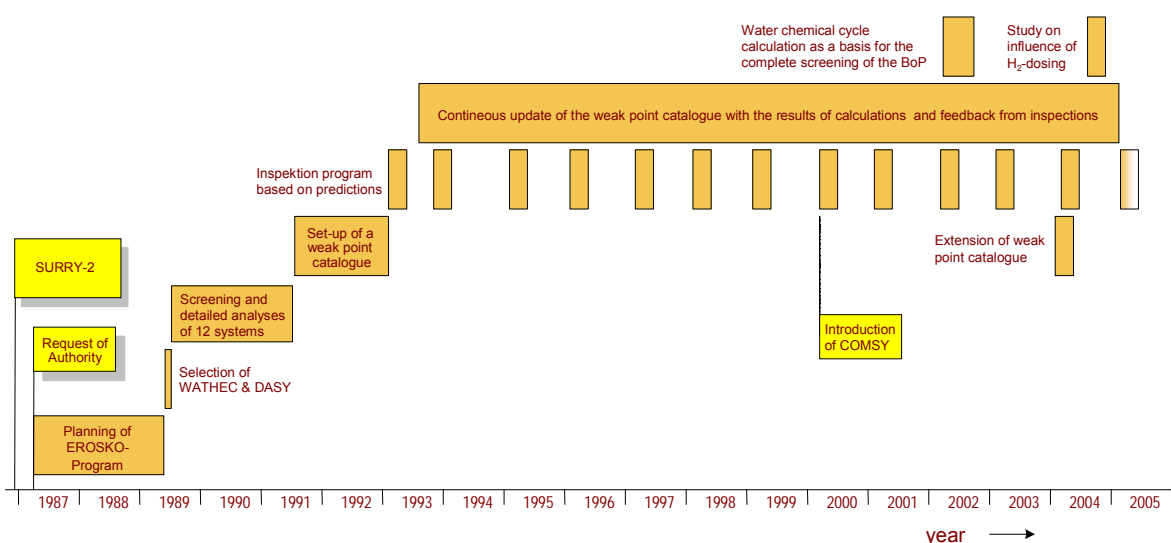 Water chemical cycle
calculation as a basis for the
complete screening of the BoP
Study on
influence of
H₂-dosing
Contineous update of the weak point catalogue with the results of calculations and feedback from inspections
Inspektion program
based on predictions
Set-up of a
weak point
catalogue
Extension of weak
point catalogue
SURRY-2
Screening and
detailed analyses
of 12 systems
Introduction
of COMSY
Request of
Authority
Selection of
WATHEC & DASY
Planning of
EROSKO-
Program
1987 1988 1989 1990 1991 1992 1993 1994 1995 1996 1997 1998 1999 2000 2001 2002 2003 2004 2005
year